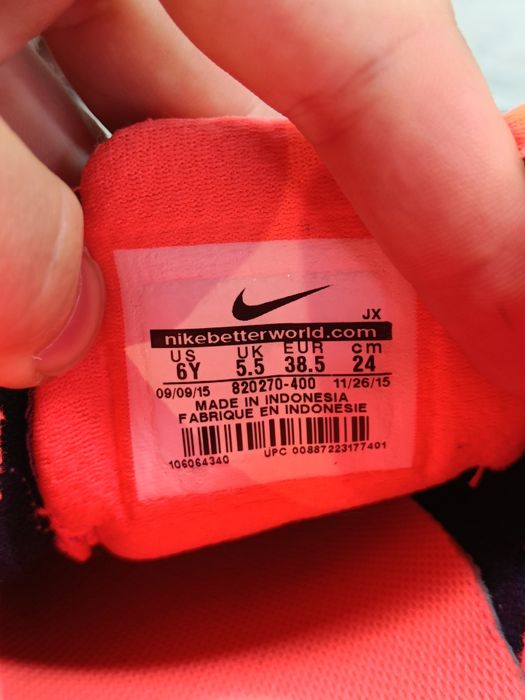 JX
nikebetterworld.com
US UK EUR cm
6Y 5.5 38.5 24
09/09/15 820270-400 11/26/15
MADE IN INDONESIA
FABRIQUE EN INDONESIE
106064340 UPC 00887223177401